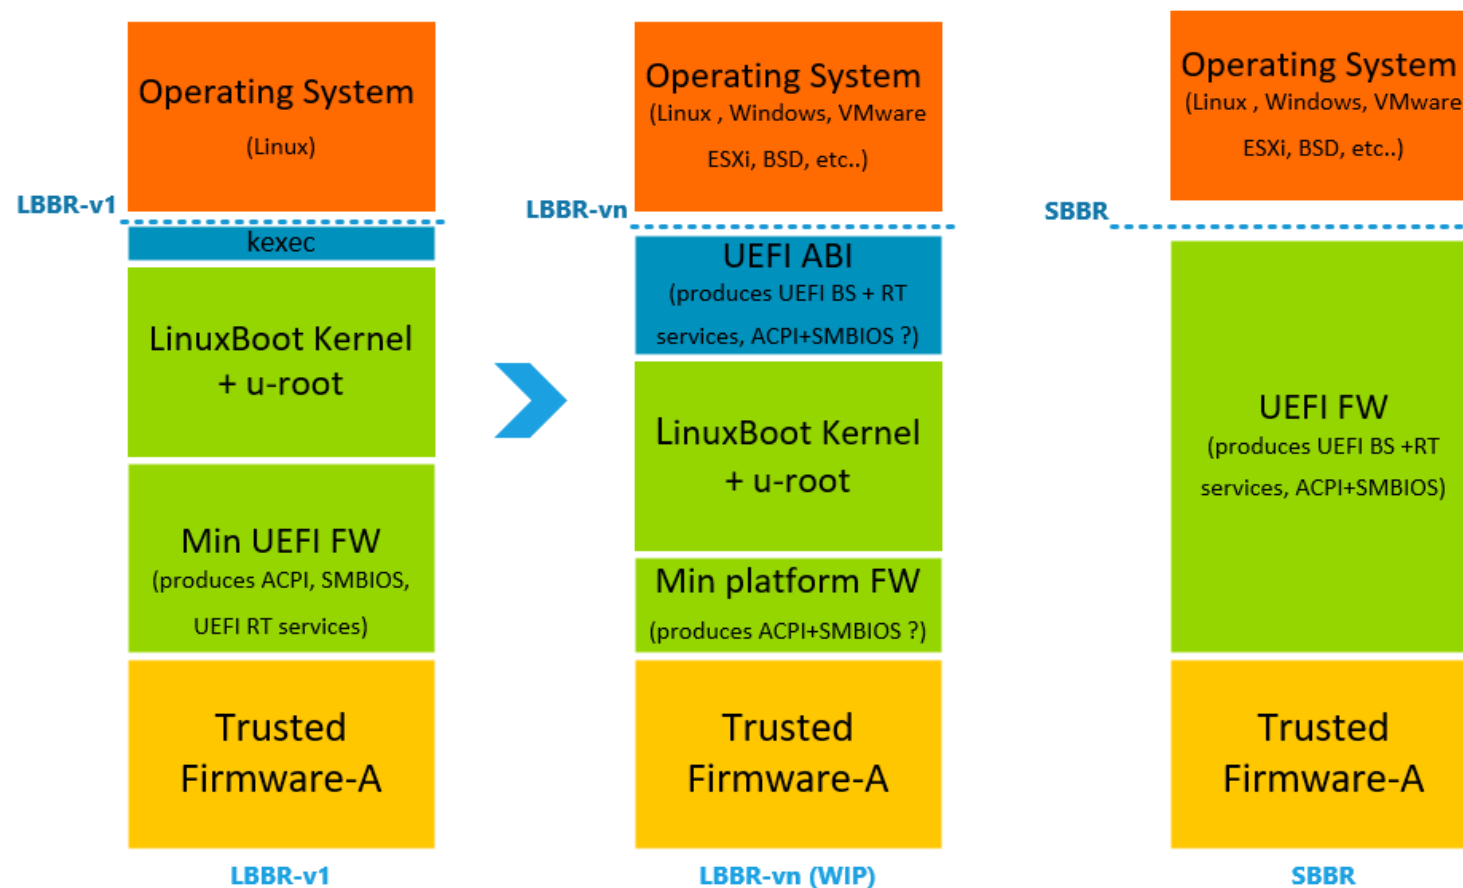 Operating System
(Linux)
LBBR-v1
kexec
LinuxBoot Kernel
+ u-root
Min UEFI FW
(produces ACPI, SMBIOS,
UEFI RT services)
Trusted
Firmware-A
LBBR-v1
Operating System
(Linux , Windows, VMware
ESXi, BSD, etc..)
LBBR-vn
UEFI ABI
(produces UEFI BS + RT
services, ACPI+SMBIOS ?)
LinuxBoot Kernel
+ u-root
Min platform FW
(produces ACPI+SMBIOS ?)
Trusted
Firmware-A
LBBR-vn (WIP)
Operating System
(Linux , Windows, VMware
ESXi, BSD, etc..)
SBBR
UEFI FW
(produces UEFI BS +RT
services, ACPI+SMBIOS)
Trusted
Firmware-A
SBBR